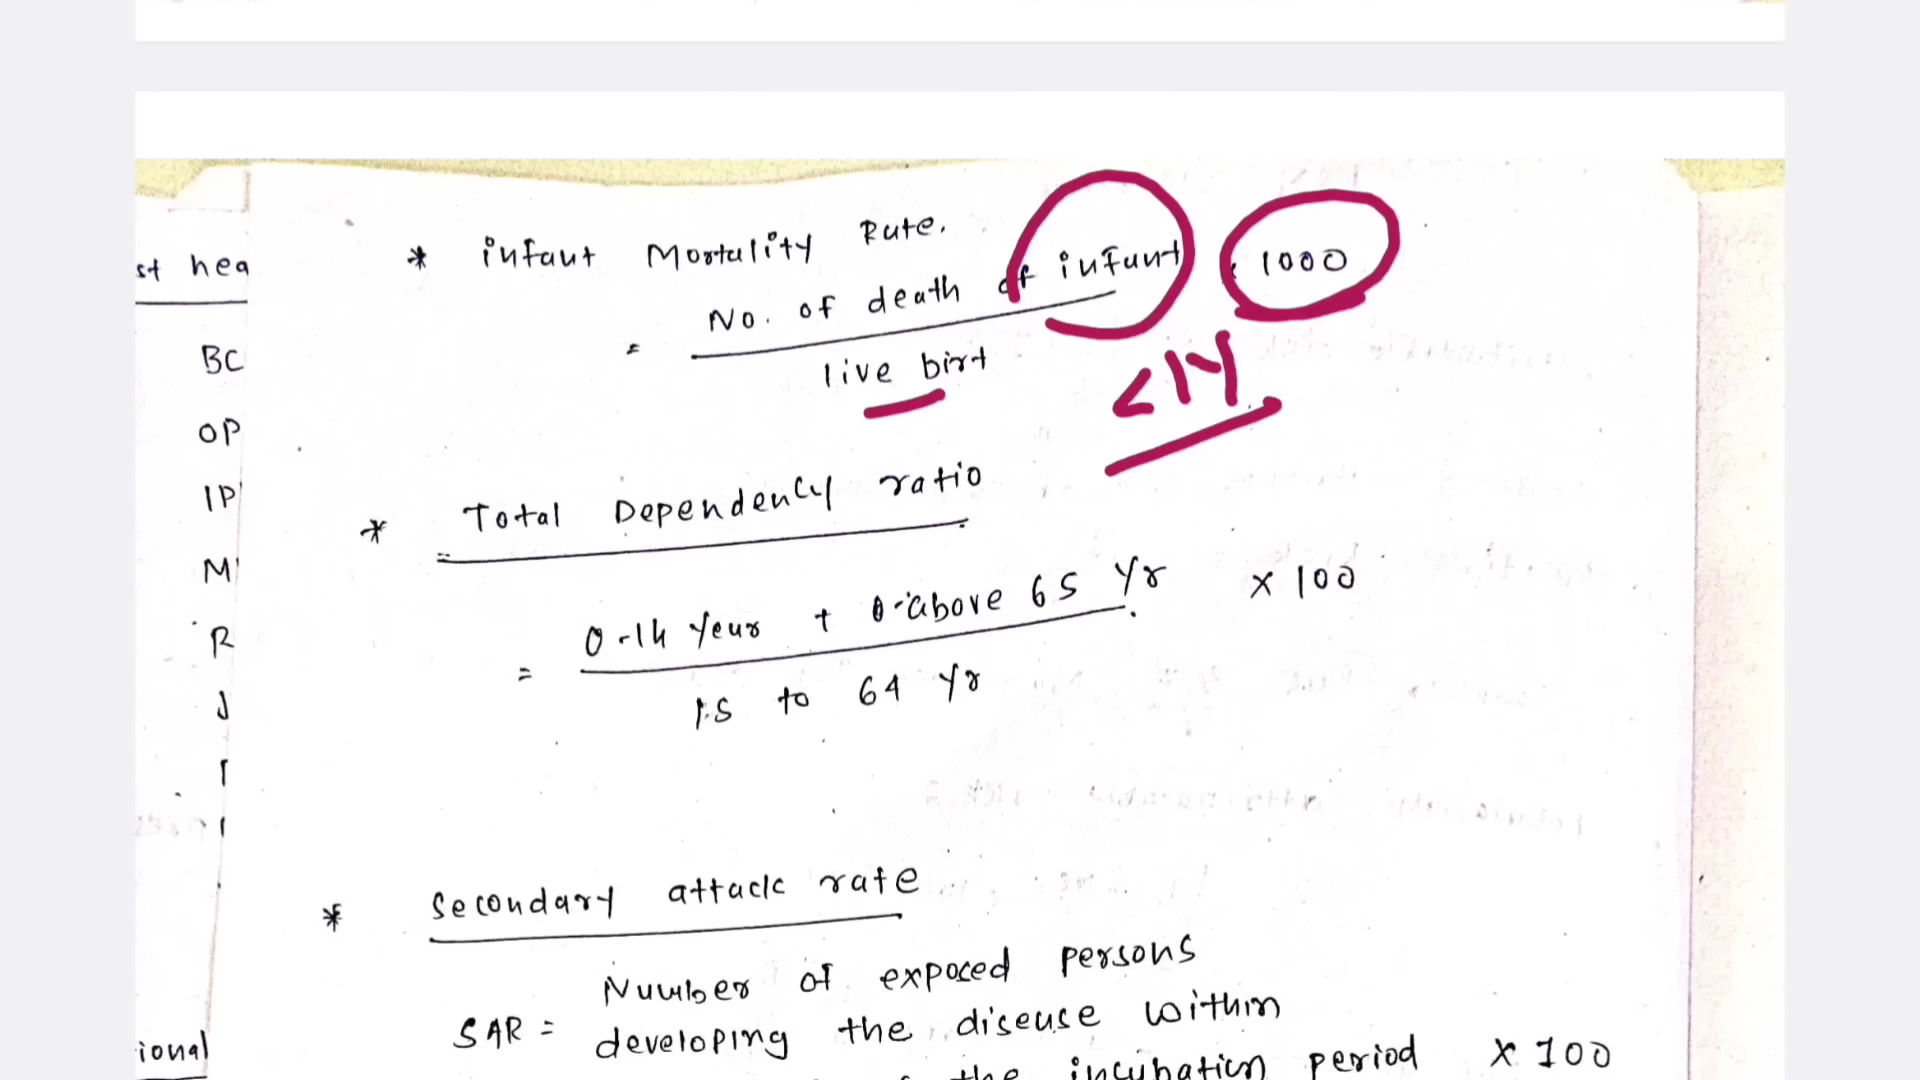 st hea
BC
OP
IP
M
R
J
I
I
ional
* infant Mortality Rate.
= No. of death of infant × 1000
live birt
<1Y
* Total Dependency ratio
= 0-14 year + above 65 yr × 100
15 to 64 yr
* Secondary attack rate
SAR = Number of exposed persons
developing the disease within
the incubation period × 100